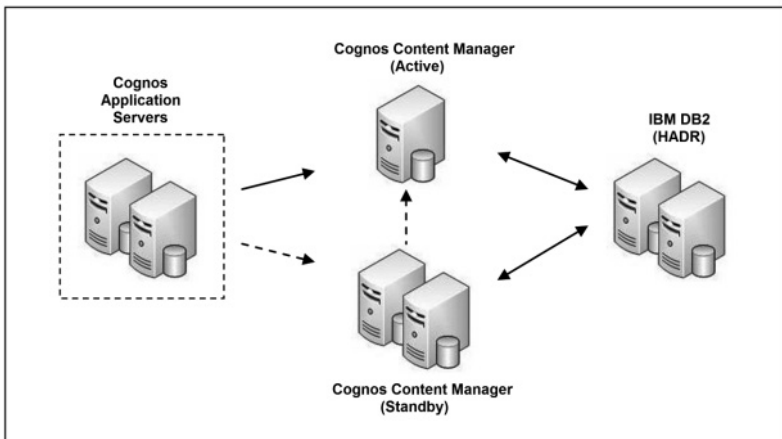 Cognos Content Manager
(Active)
Cognos
Application
Servers
IBM DB2
(HADR)
Cognos Content Manager
(Standby)